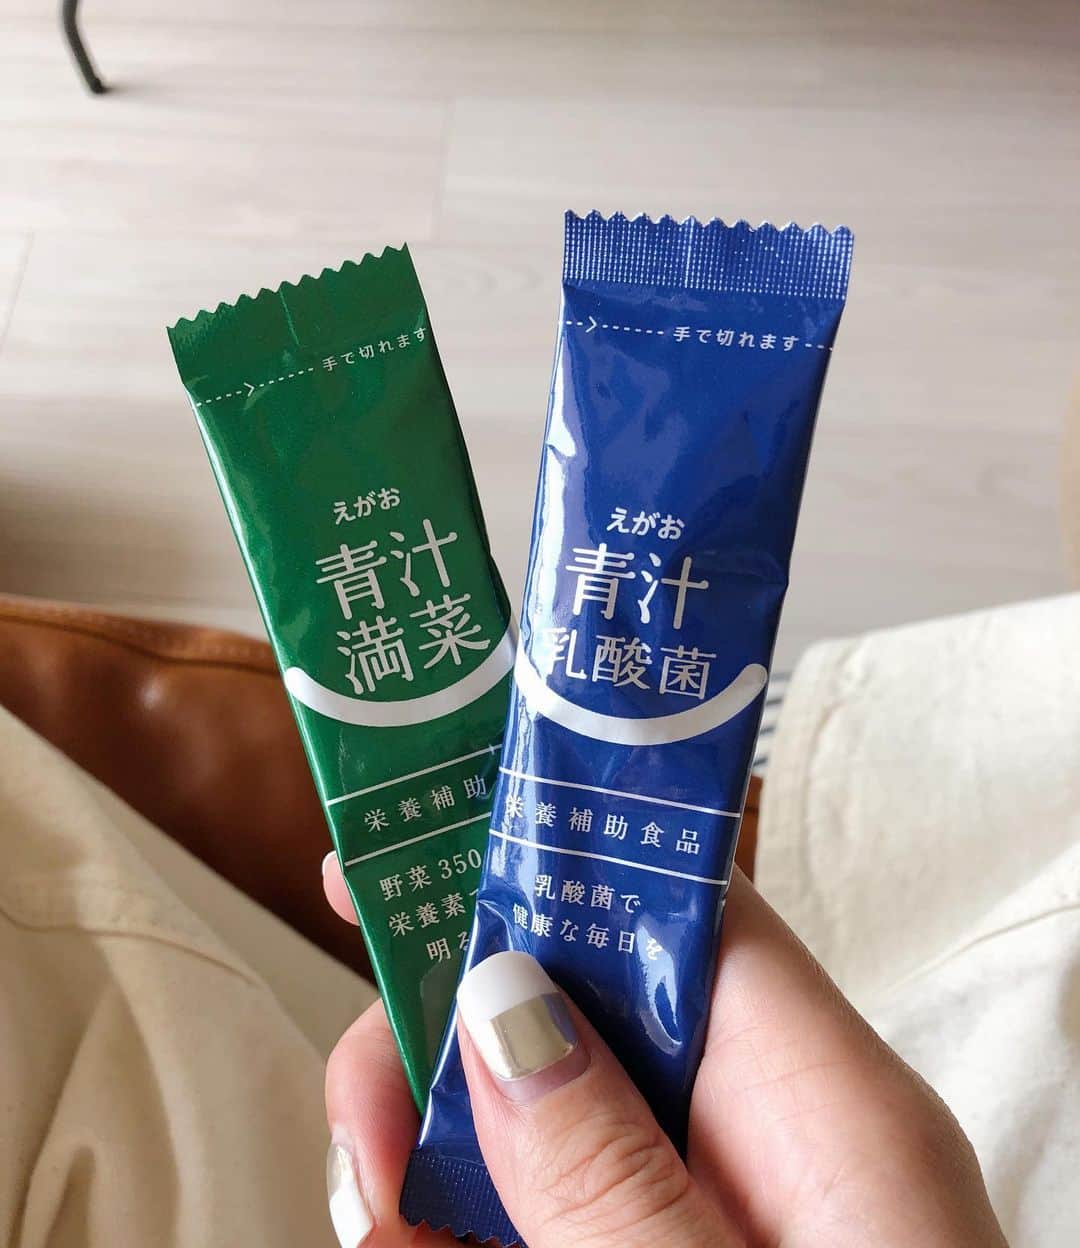 手で切れます
えがお
青汁
満菜
栄養補助
野菜350
栄養素
明る
手で切れます
えがお
青汁
乳酸菌
栄養補助食品
乳酸菌で
健康な毎日を